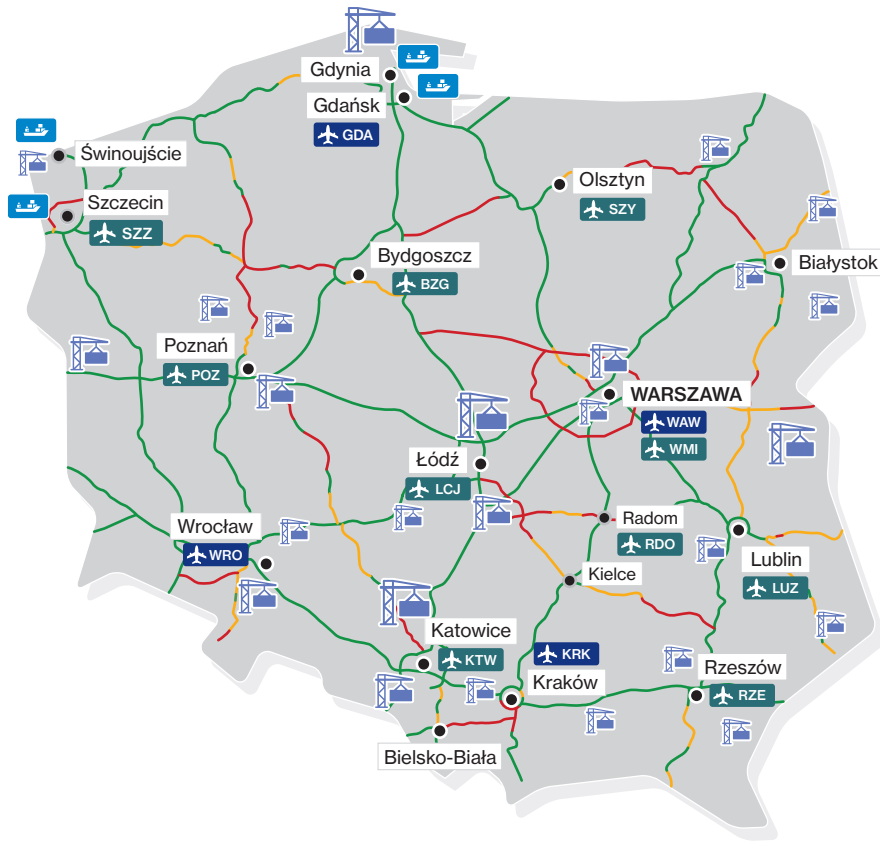 Gdynia
Gdańsk
GDA
Świnoujście
Szczecin
SZZ
Olsztyn
SZY
Bydgoszcz
BZG
Białystok
Poznań
POZ
WARSZAWA
WAW
WMI
Łódź
LCJ
Wrocław
WRO
Radom
RDO
Kielce
Lublin
LUZ
Katowice
KTW
KRK
Kraków
Rzeszów
RZE
Bielsko-Biała